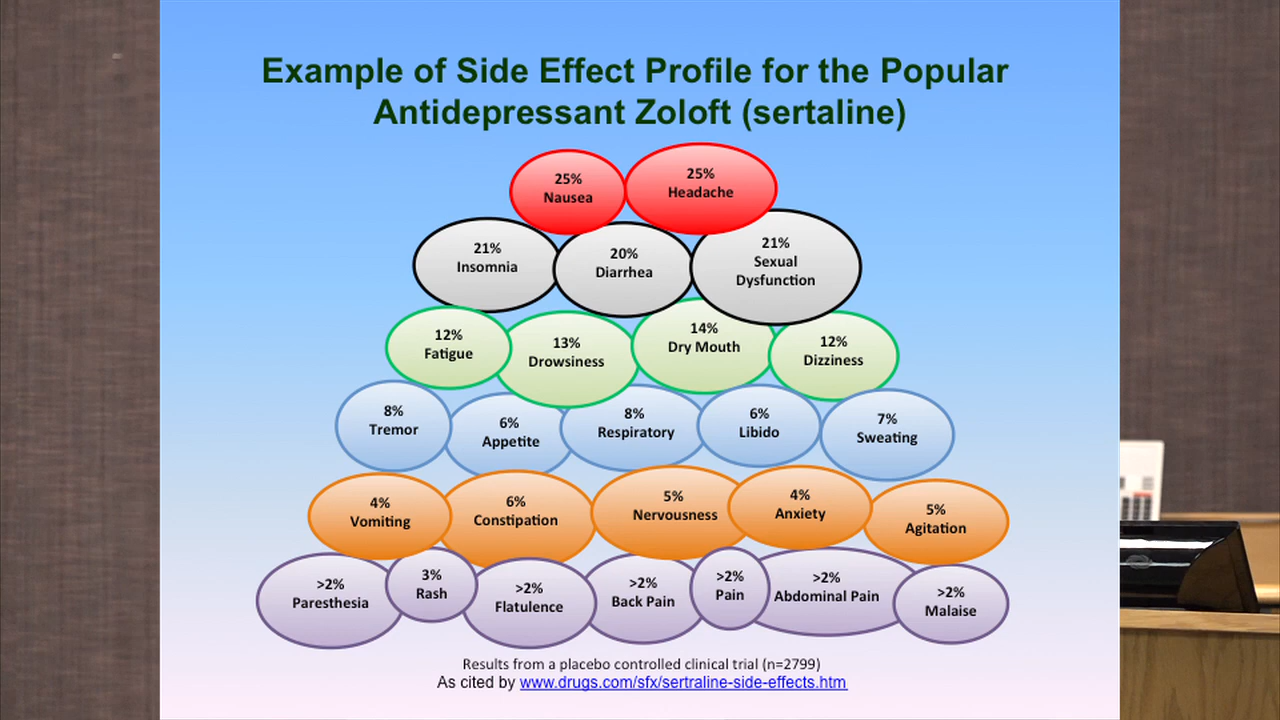 Example of Side Effect Profile for the Popular
Antidepressant Zoloft (sertaline)
25%
Nausea
25%
Headache
21%
Insomnia
20%
Diarrhea
21%
Sexual
Dysfunction
12%
Fatigue
13%
Drowsiness
14%
Dry Mouth
12%
Dizziness
8%
Tremor
6%
Appetite
8%
Respiratory
6%
Libido
7%
Sweating
4%
Vomiting
6%
Constipation
5%
Nervousness
4%
Anxiety
5%
Agitation
>2%
Paresthesia
3%
Rash
>2%
Flatulence
>2%
Back Pain
>2%
Pain
>2%
Abdominal Pain
>2%
Malaise
Results from a placebo controlled clinical trial (n=2799)
As cited by www.drugs.com/sfx/sertraline-side-effects.htm